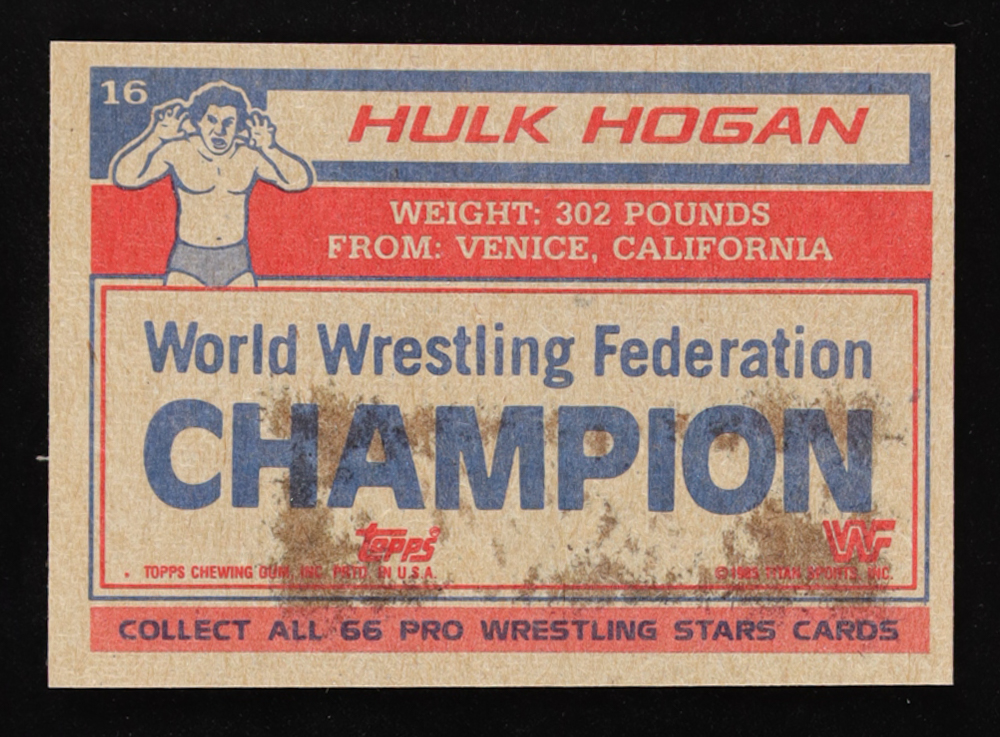 16
HULK HOGAN
WEIGHT: 302 POUNDS
FROM: VENICE, CALIFORNIA
World Wrestling Federation
CHAMPION
topps
WF
TOPPS CHEWING GUM, INC. PRTD. IN U.S.A.
© 1985 TITAN SPORTS, INC.
COLLECT ALL 66 PRO WRESTLING STARS CARDS